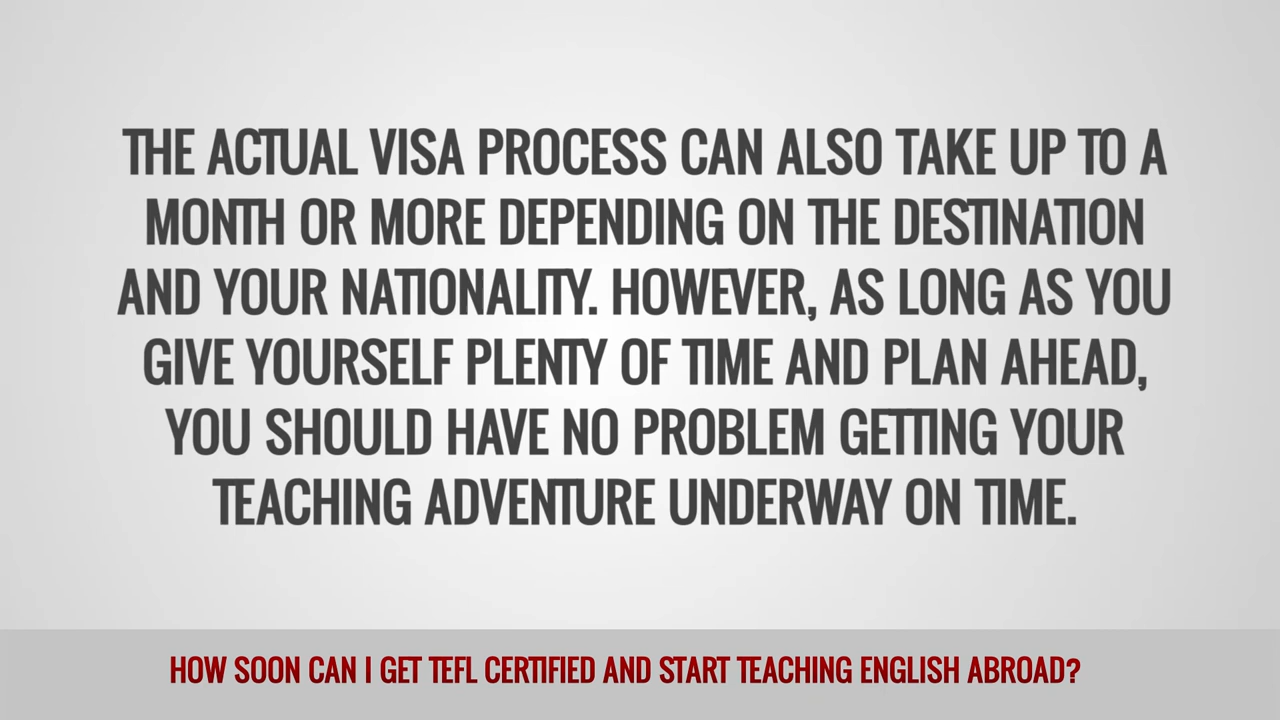 THE ACTUAL VISA PROCESS CAN ALSO TAKE UP TO A
MONTH OR MORE DEPENDING ON THE DESTINATION
AND YOUR NATIONALITY. HOWEVER, AS LONG AS YOU
GIVE YOURSELF PLENTY OF TIME AND PLAN AHEAD,
YOU SHOULD HAVE NO PROBLEM GETTING YOUR
TEACHING ADVENTURE UNDERWAY ON TIME.
HOW SOON CAN I GET TEFL CERTIFIED AND START TEACHING ENGLISH ABROAD?